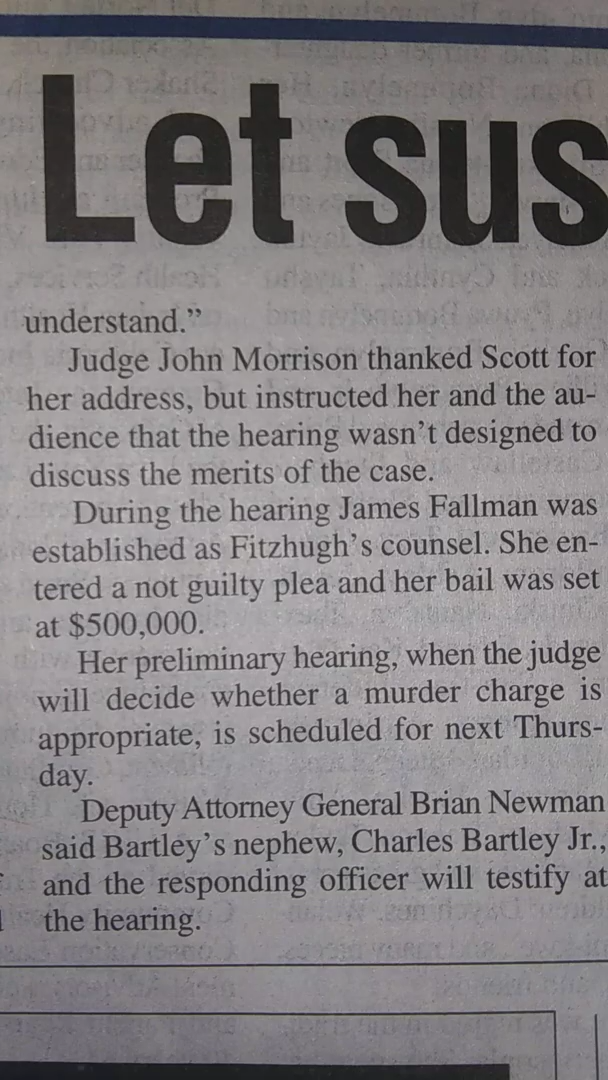 Let sus
understand.”
Judge John Morrison thanked Scott for
her address, but instructed her and the au-
dience that the hearing wasn’t designed to
discuss the merits of the case.
During the hearing James Fallman was
established as Fitzhugh’s counsel. She en-
tered a not guilty plea and her bail was set
at $500,000.
Her preliminary hearing, when the judge
will decide whether a murder charge is
appropriate, is scheduled for next Thurs-
day.
Deputy Attorney General Brian Newman
said Bartley’s nephew, Charles Bartley Jr.,
and the responding officer will testify at
the hearing.